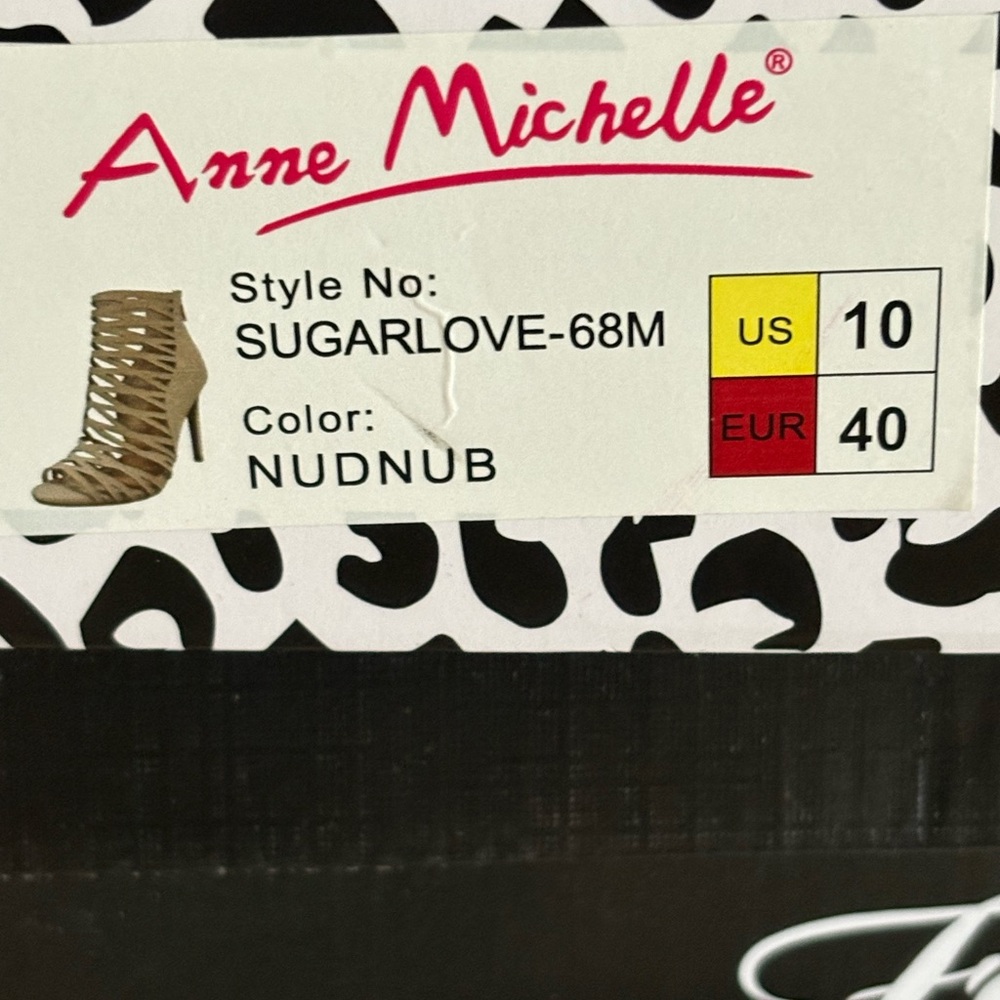 Anne Michelle®
Style No:
SUGARLOVE-68M
Color:
NUDNUB
US 10
EUR 40